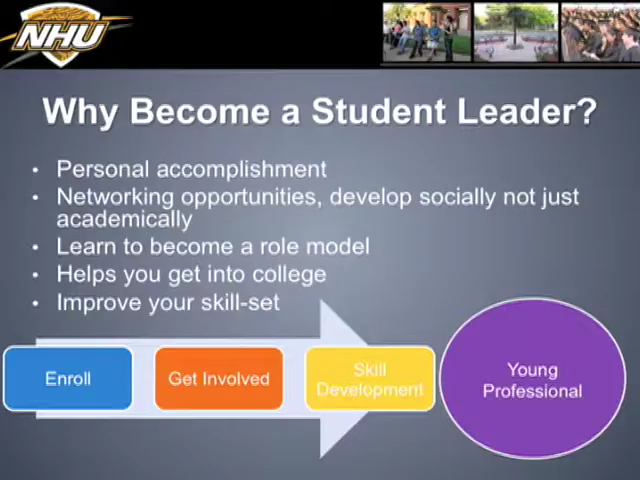 NHU
Why Become a Student Leader?
• Personal accomplishment
• Networking opportunities, develop socially not just
academically
• Learn to become a role model
• Helps you get into college
• Improve your skill-set
Enroll
Get Involved
Skill
Development
Young
Professional